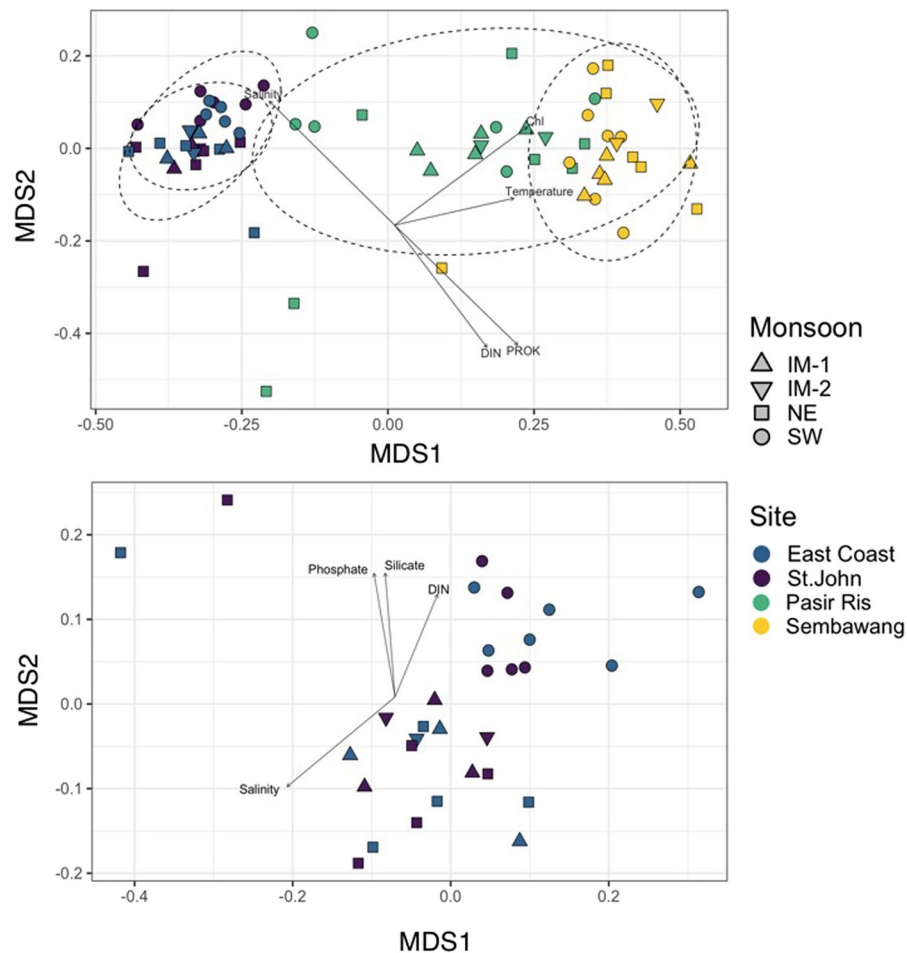 0.2
0.0
-0.2
-0.4
MDS2
Salinity
Chl
Temperature
DIN PROK
-0.50 -0.25 0.00 0.25 0.50
MDS1
Monsoon
IM-1
IM-2
NE
SW
0.2
0.1
0.0
-0.1
-0.2
MDS2
Phosphate Silicate
DIN
Salinity
-0.4 -0.2 0.0 0.2
MDS1
Site
East Coast
St.John
Pasir Ris
Sembawang